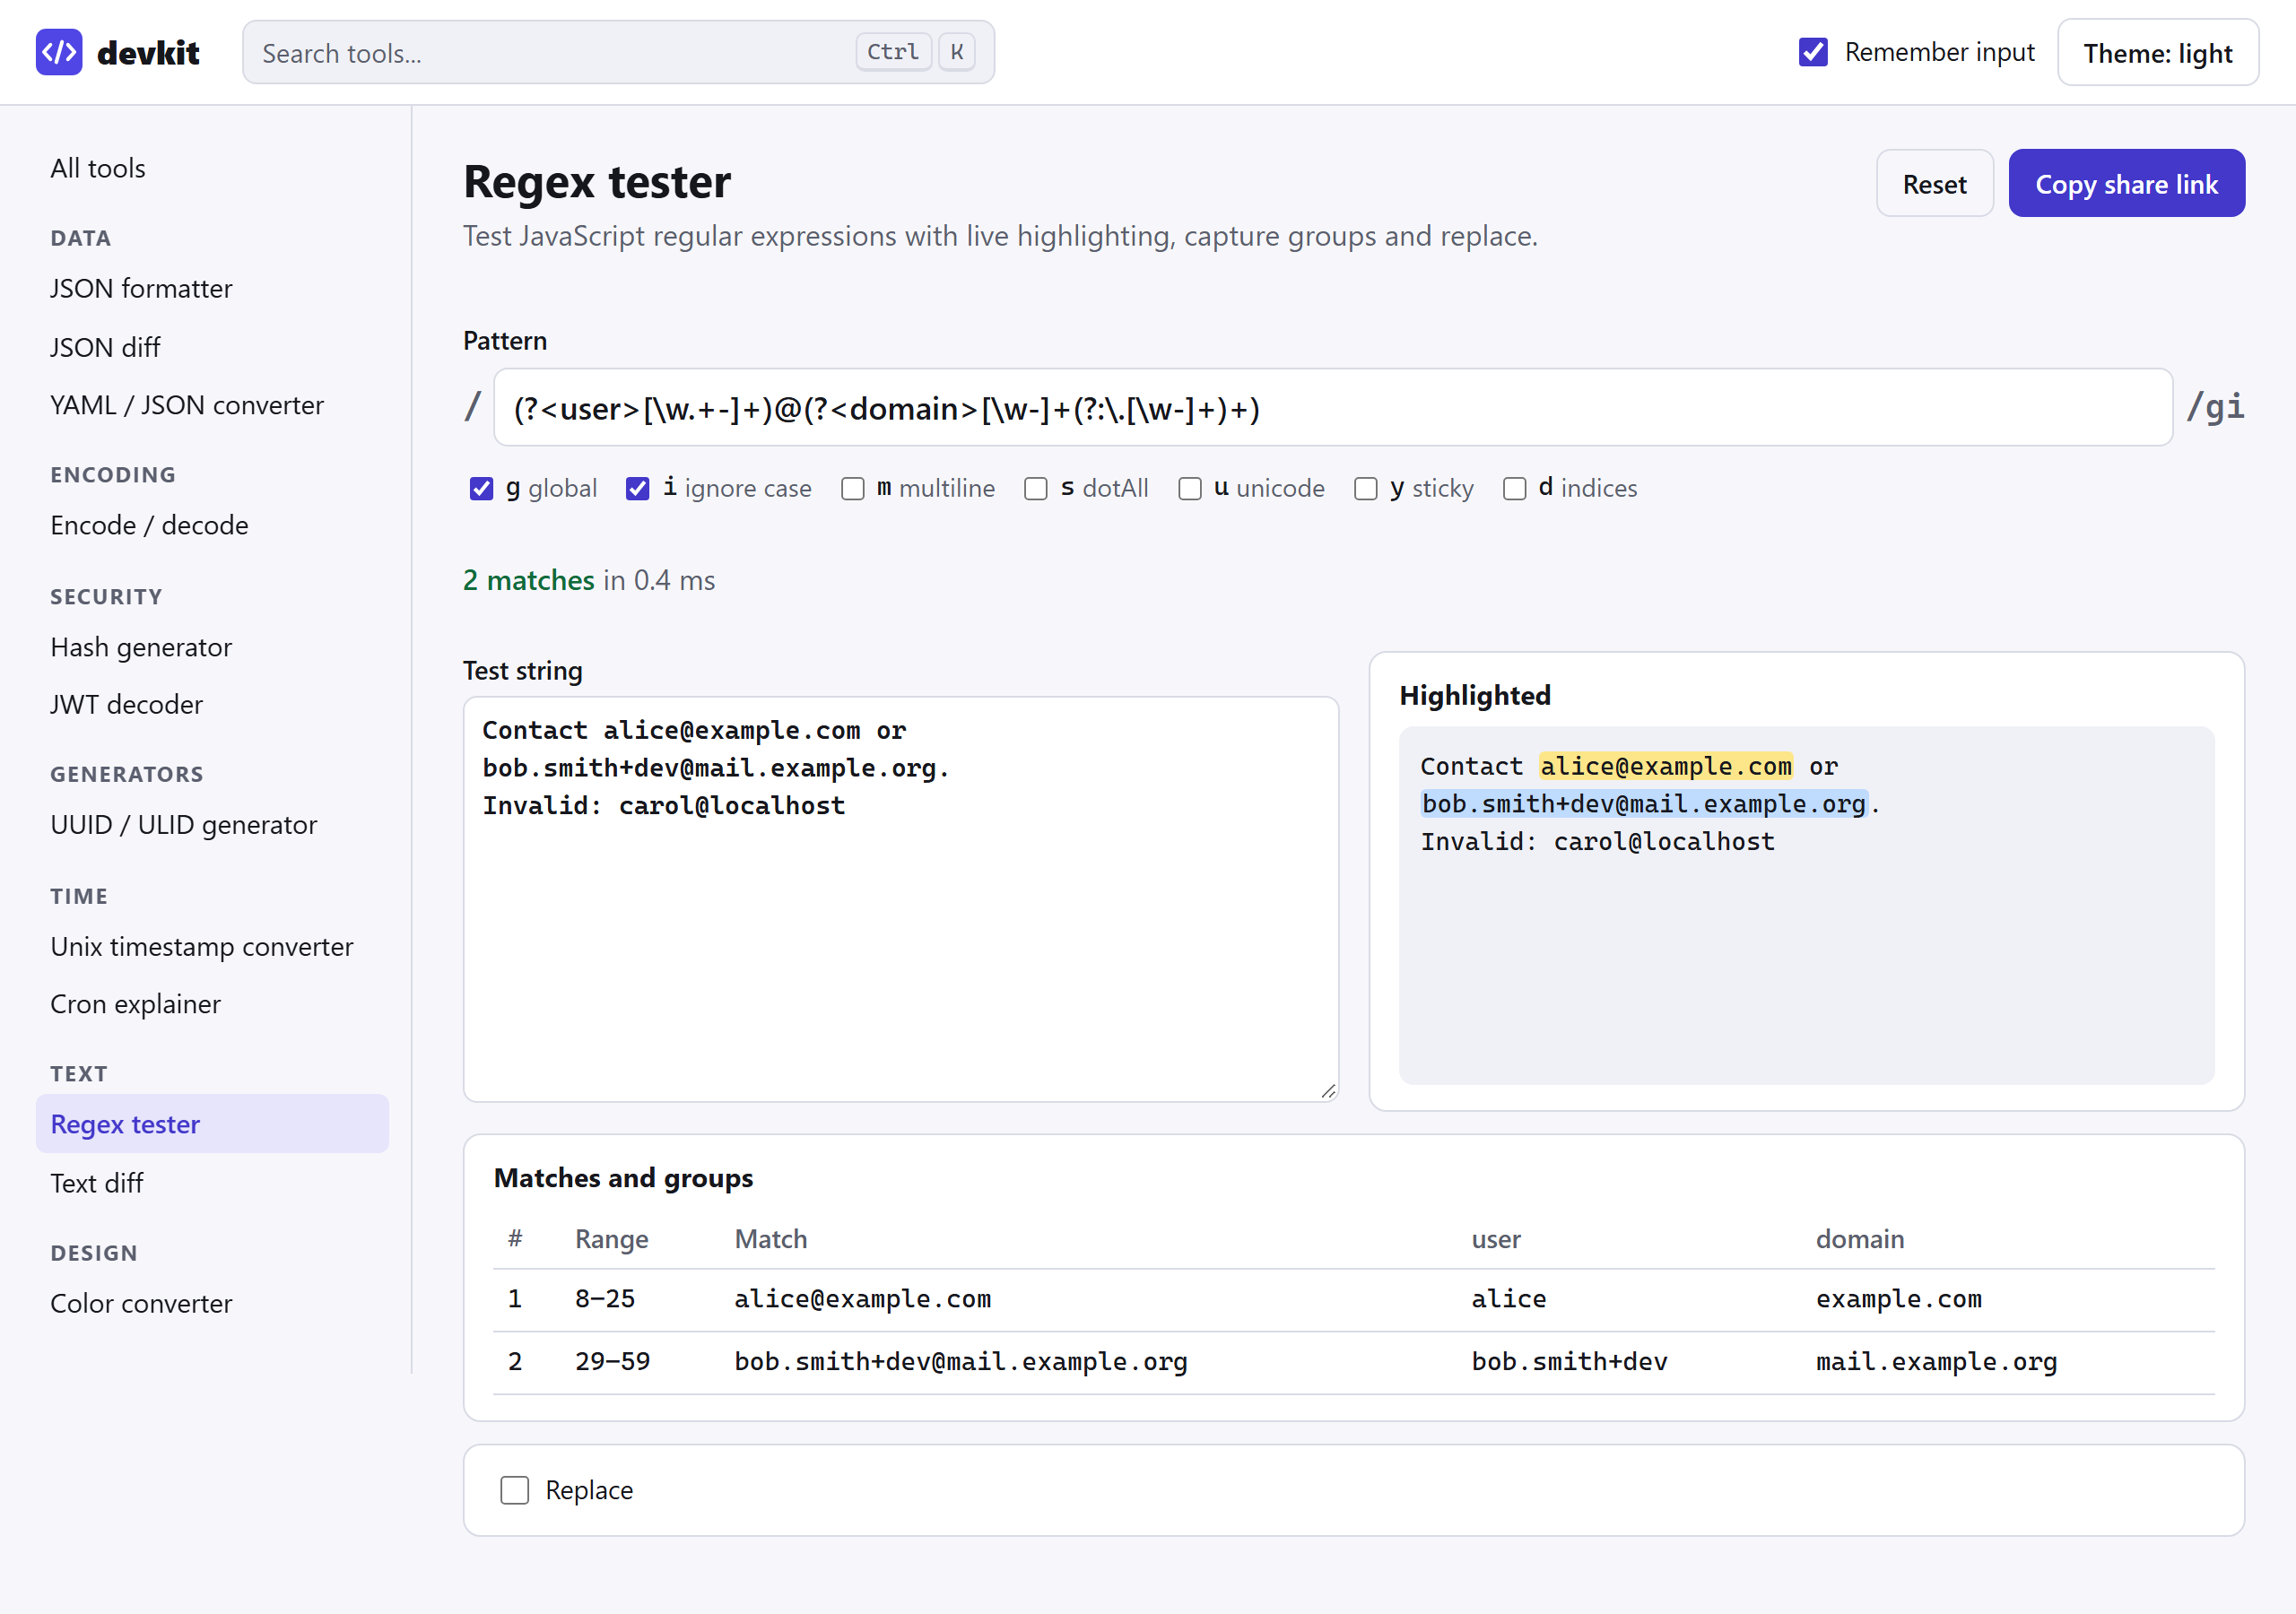 devkit
Search tools...
Ctrl K
Remember input
Theme: light
All tools
DATA
JSON formatter
JSON diff
YAML / JSON converter
ENCODING
Encode / decode
SECURITY
Hash generator
JWT decoder
GENERATORS
UUID / ULID generator
TIME
Unix timestamp converter
Cron explainer
TEXT
Regex tester
Text diff
DESIGN
Color converter
Regex tester
Reset
Copy share link
Test JavaScript regular expressions with live highlighting, capture groups and replace.
Pattern
/ (?<user>[\w.+-]+)@(?<domain>[\w-]+(?:\.[\w-]+)+) /gi
g global i ignore case m multiline s dotAll u unicode y sticky d indices
2 matches in 0.4 ms
Test string
Contact alice@example.com or
bob.smith+dev@mail.example.org.
Invalid: carol@localhost
Highlighted
Contact alice@example.com or
bob.smith+dev@mail.example.org.
Invalid: carol@localhost
Matches and groups
# Range Match user domain
1 8–25 alice@example.com alice example.com
2 29–59 bob.smith+dev@mail.example.org bob.smith+dev mail.example.org
Replace